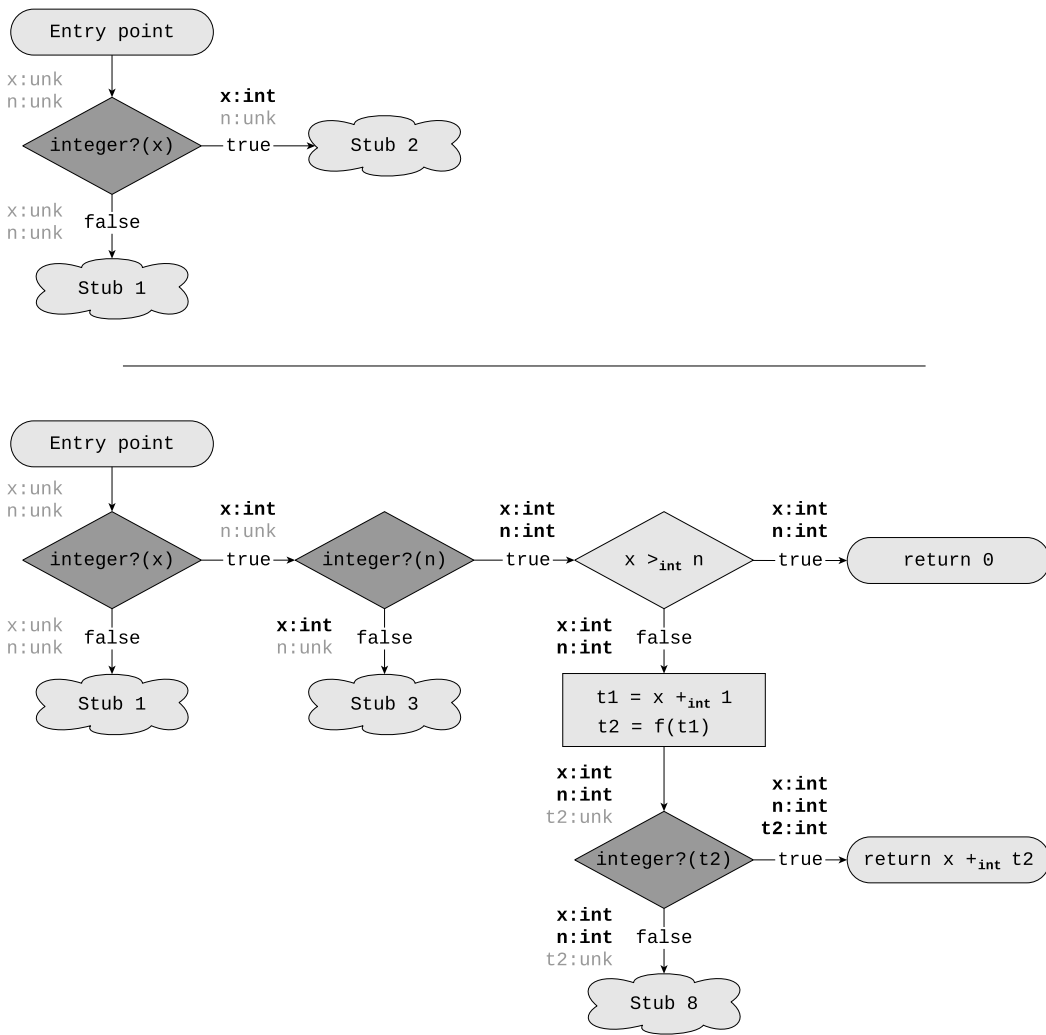 Entry point
x:unk
n:unk
x:int
n:unk
integer?(x)
true
Stub 2
x:unk
n:unk
false
Stub 1
Entry point
x:unk
n:unk
x:int
n:unk
x:int
n:int
x:int
n:int
integer?(x)
true
integer?(n)
true
x >int n
true
return 0
x:unk
n:unk
false
x:int
n:unk
false
x:int
n:int
false
Stub 1
Stub 3
t1 = x +int 1
t2 = f(t1)
x:int
n:int
t2:unk
x:int
n:int
t2:int
integer?(t2)
true
return x +int t2
x:int
n:int
t2:unk
false
Stub 8